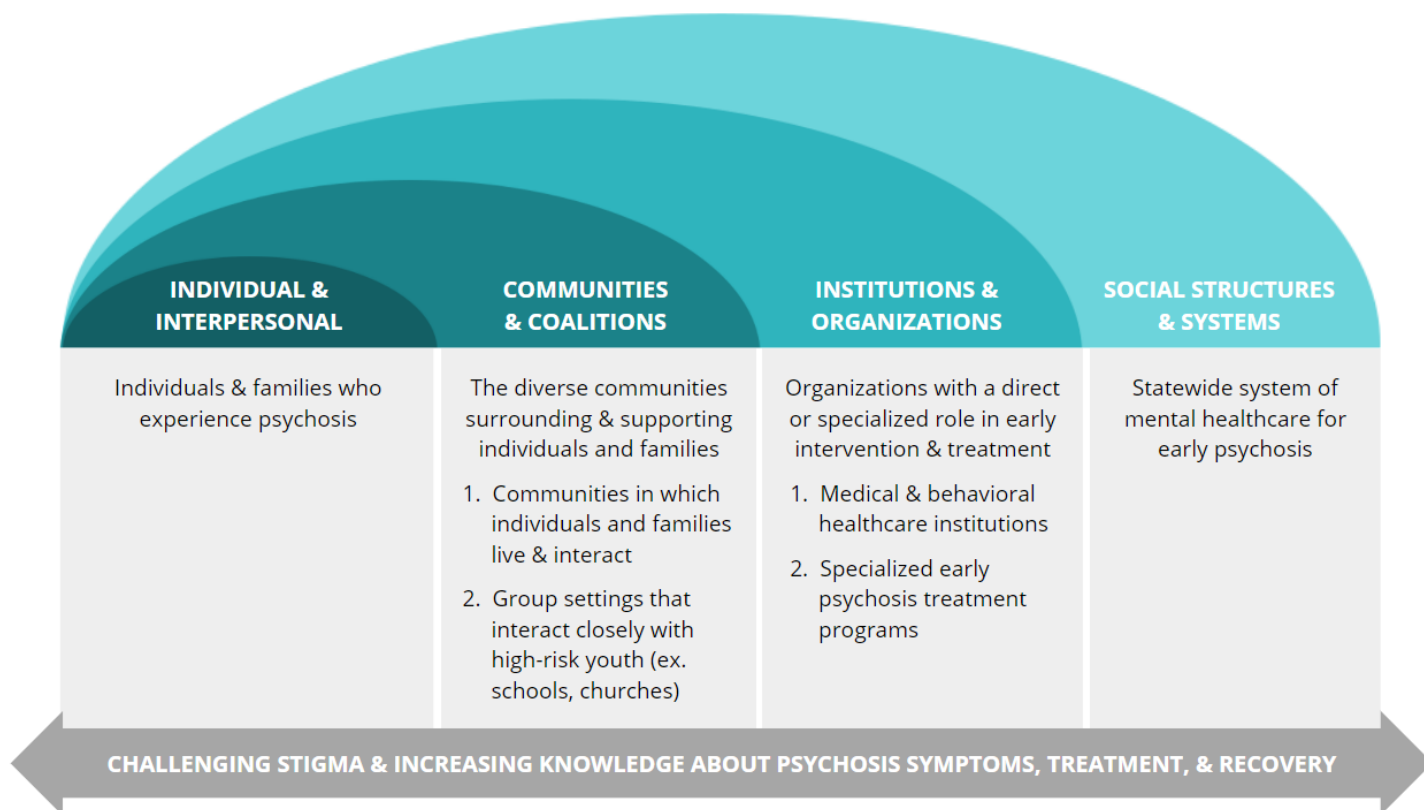 INDIVIDUAL &
INTERPERSONAL
Individuals & families who
experience psychosis
COMMUNITIES
& COALITIONS
The diverse communities
surrounding & supporting
individuals and families
1. Communities in which
individuals and families
live & interact
2. Group settings that
interact closely with
high-risk youth (ex.
schools, churches)
INSTITUTIONS &
ORGANIZATIONS
Organizations with a direct
or specialized role in early
intervention & treatment
1. Medical & behavioral
healthcare institutions
2. Specialized early
psychosis treatment
programs
SOCIAL STRUCTURES
& SYSTEMS
Statewide system of
mental healthcare for
early psychosis
CHALLENGING STIGMA & INCREASING KNOWLEDGE ABOUT PSYCHOSIS SYMPTOMS, TREATMENT, & RECOVERY